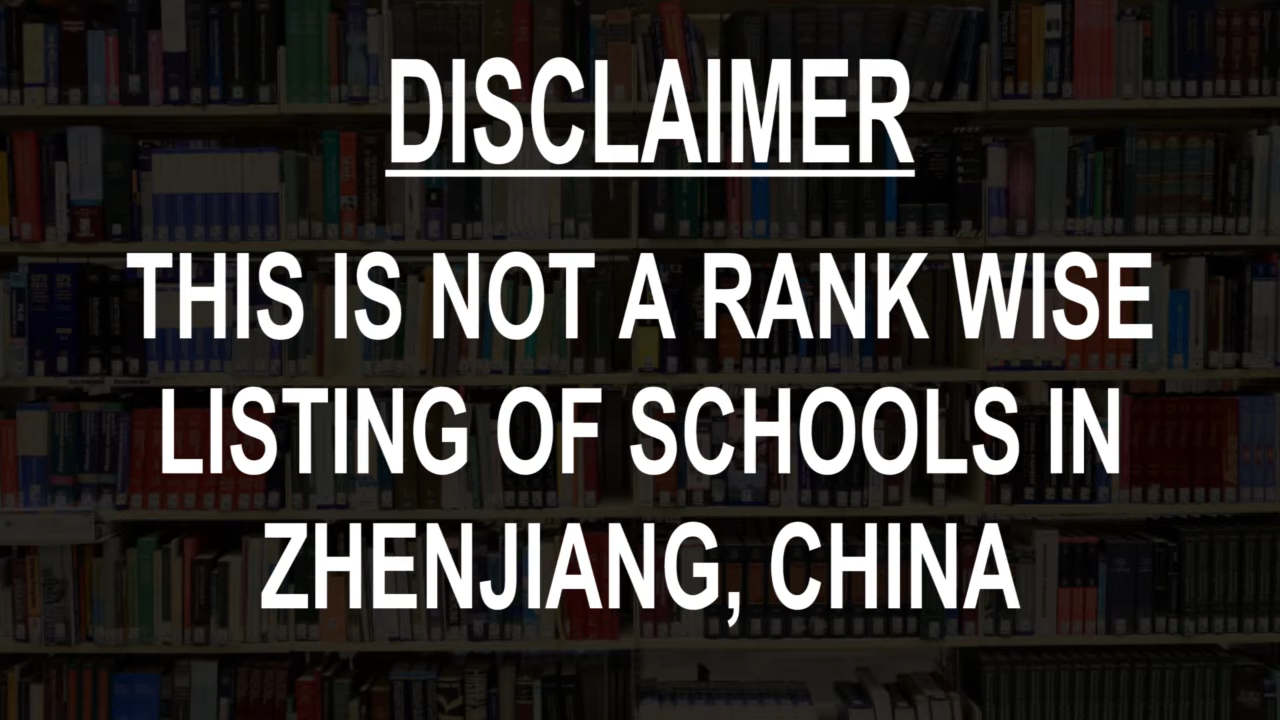 DISCLAIMER
THIS IS NOT A RANK WISE
LISTING OF SCHOOLS IN
ZHENJIANG, CHINA